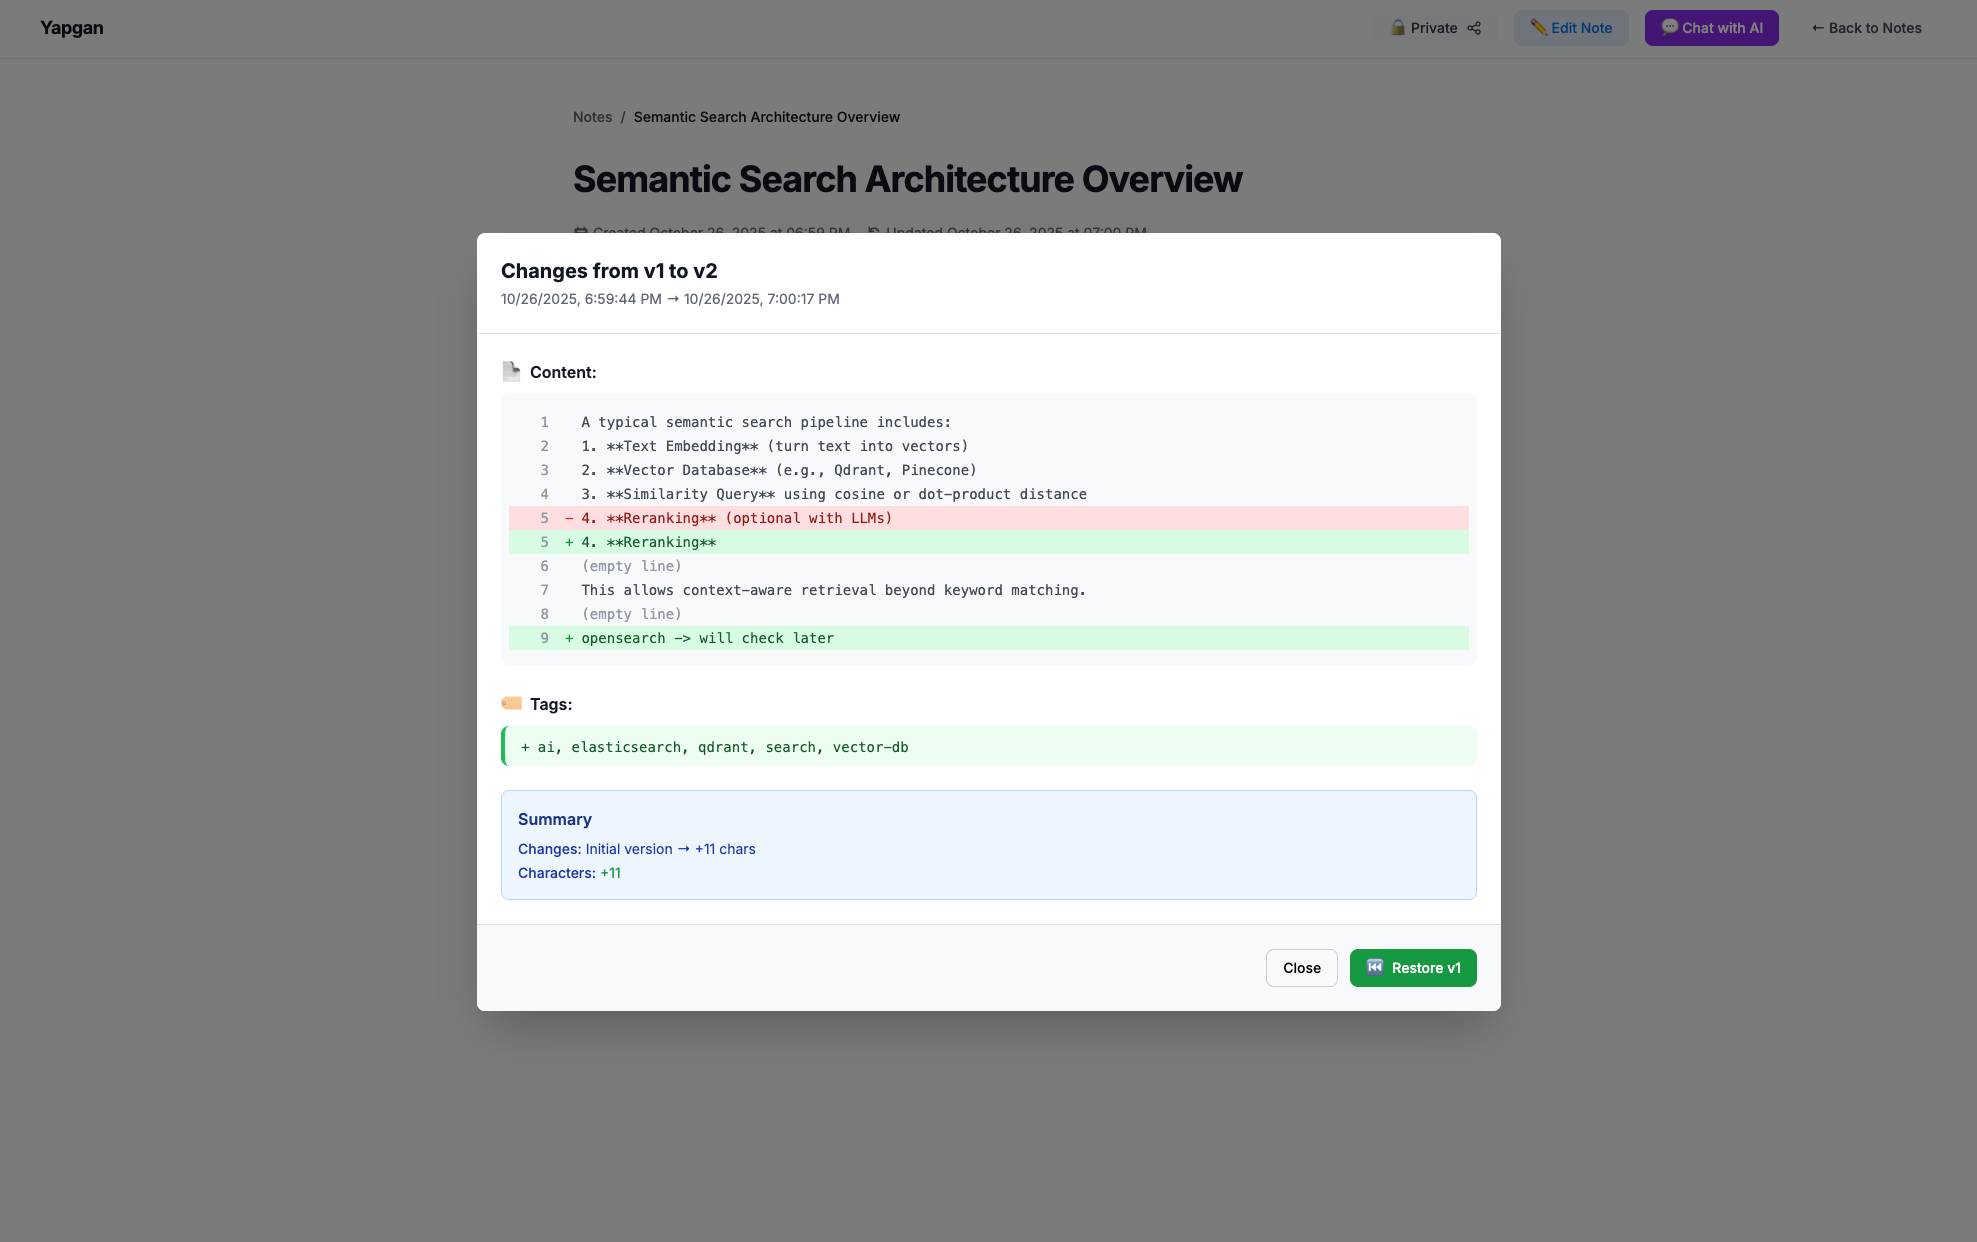 Yapgan
Private
Edit Note
Chat with AI
← Back to Notes
Notes / Semantic Search Architecture Overview
Semantic Search Architecture Overview
Created October 26, 2025 at 06:59 PM Updated October 26, 2025 at 07:00 PM
Changes from v1 to v2
10/26/2025, 6:59:44 PM → 10/26/2025, 7:00:17 PM
Content:
1 A typical semantic search pipeline includes:
2 1. **Text Embedding** (turn text into vectors)
3 2. **Vector Database** (e.g., Qdrant, Pinecone)
4 3. **Similarity Query** using cosine or dot-product distance
5 - 4. **Reranking** (optional with LLMs)
5 + 4. **Reranking**
6 (empty line)
7 This allows context-aware retrieval beyond keyword matching.
8 (empty line)
9 + opensearch -> will check later
Tags:
+ ai, elasticsearch, qdrant, search, vector-db
Summary
Changes: Initial version → +11 chars
Characters: +11
Close
Restore v1